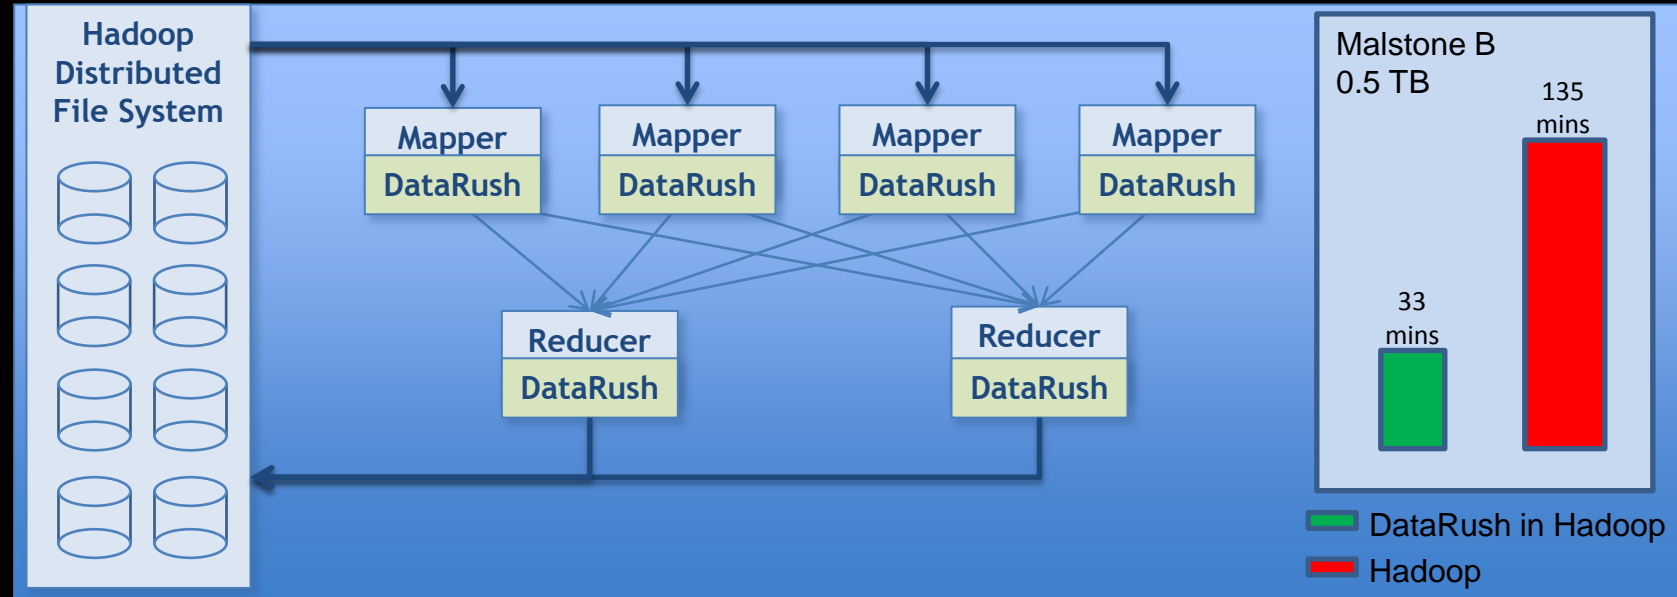 Hadoop
Distributed
File System
Mapper
DataRush
Mapper
DataRush
Mapper
DataRush
Mapper
DataRush
Reducer
DataRush
Reducer
DataRush
Malstone B
0.5 TB
135
mins
33
mins
DataRush in Hadoop
Hadoop